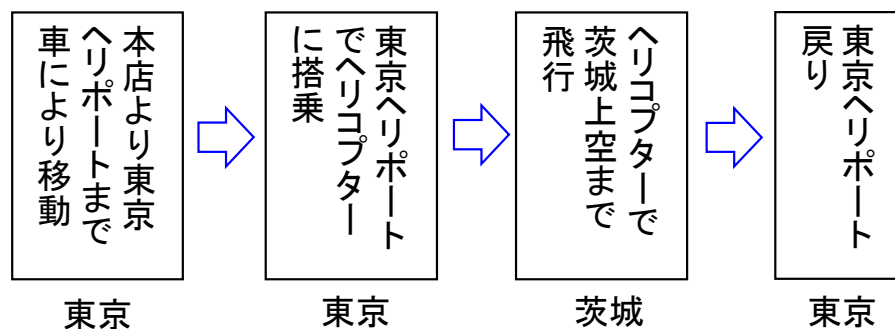 本店より東京
ヘリポートまで
車により移動
東京ヘリポート
でヘリコプター
に搭乗
ヘリコプターで
茨城上空まで
飛行
東京ヘリポート
戻り
東京
東京
茨城
東京